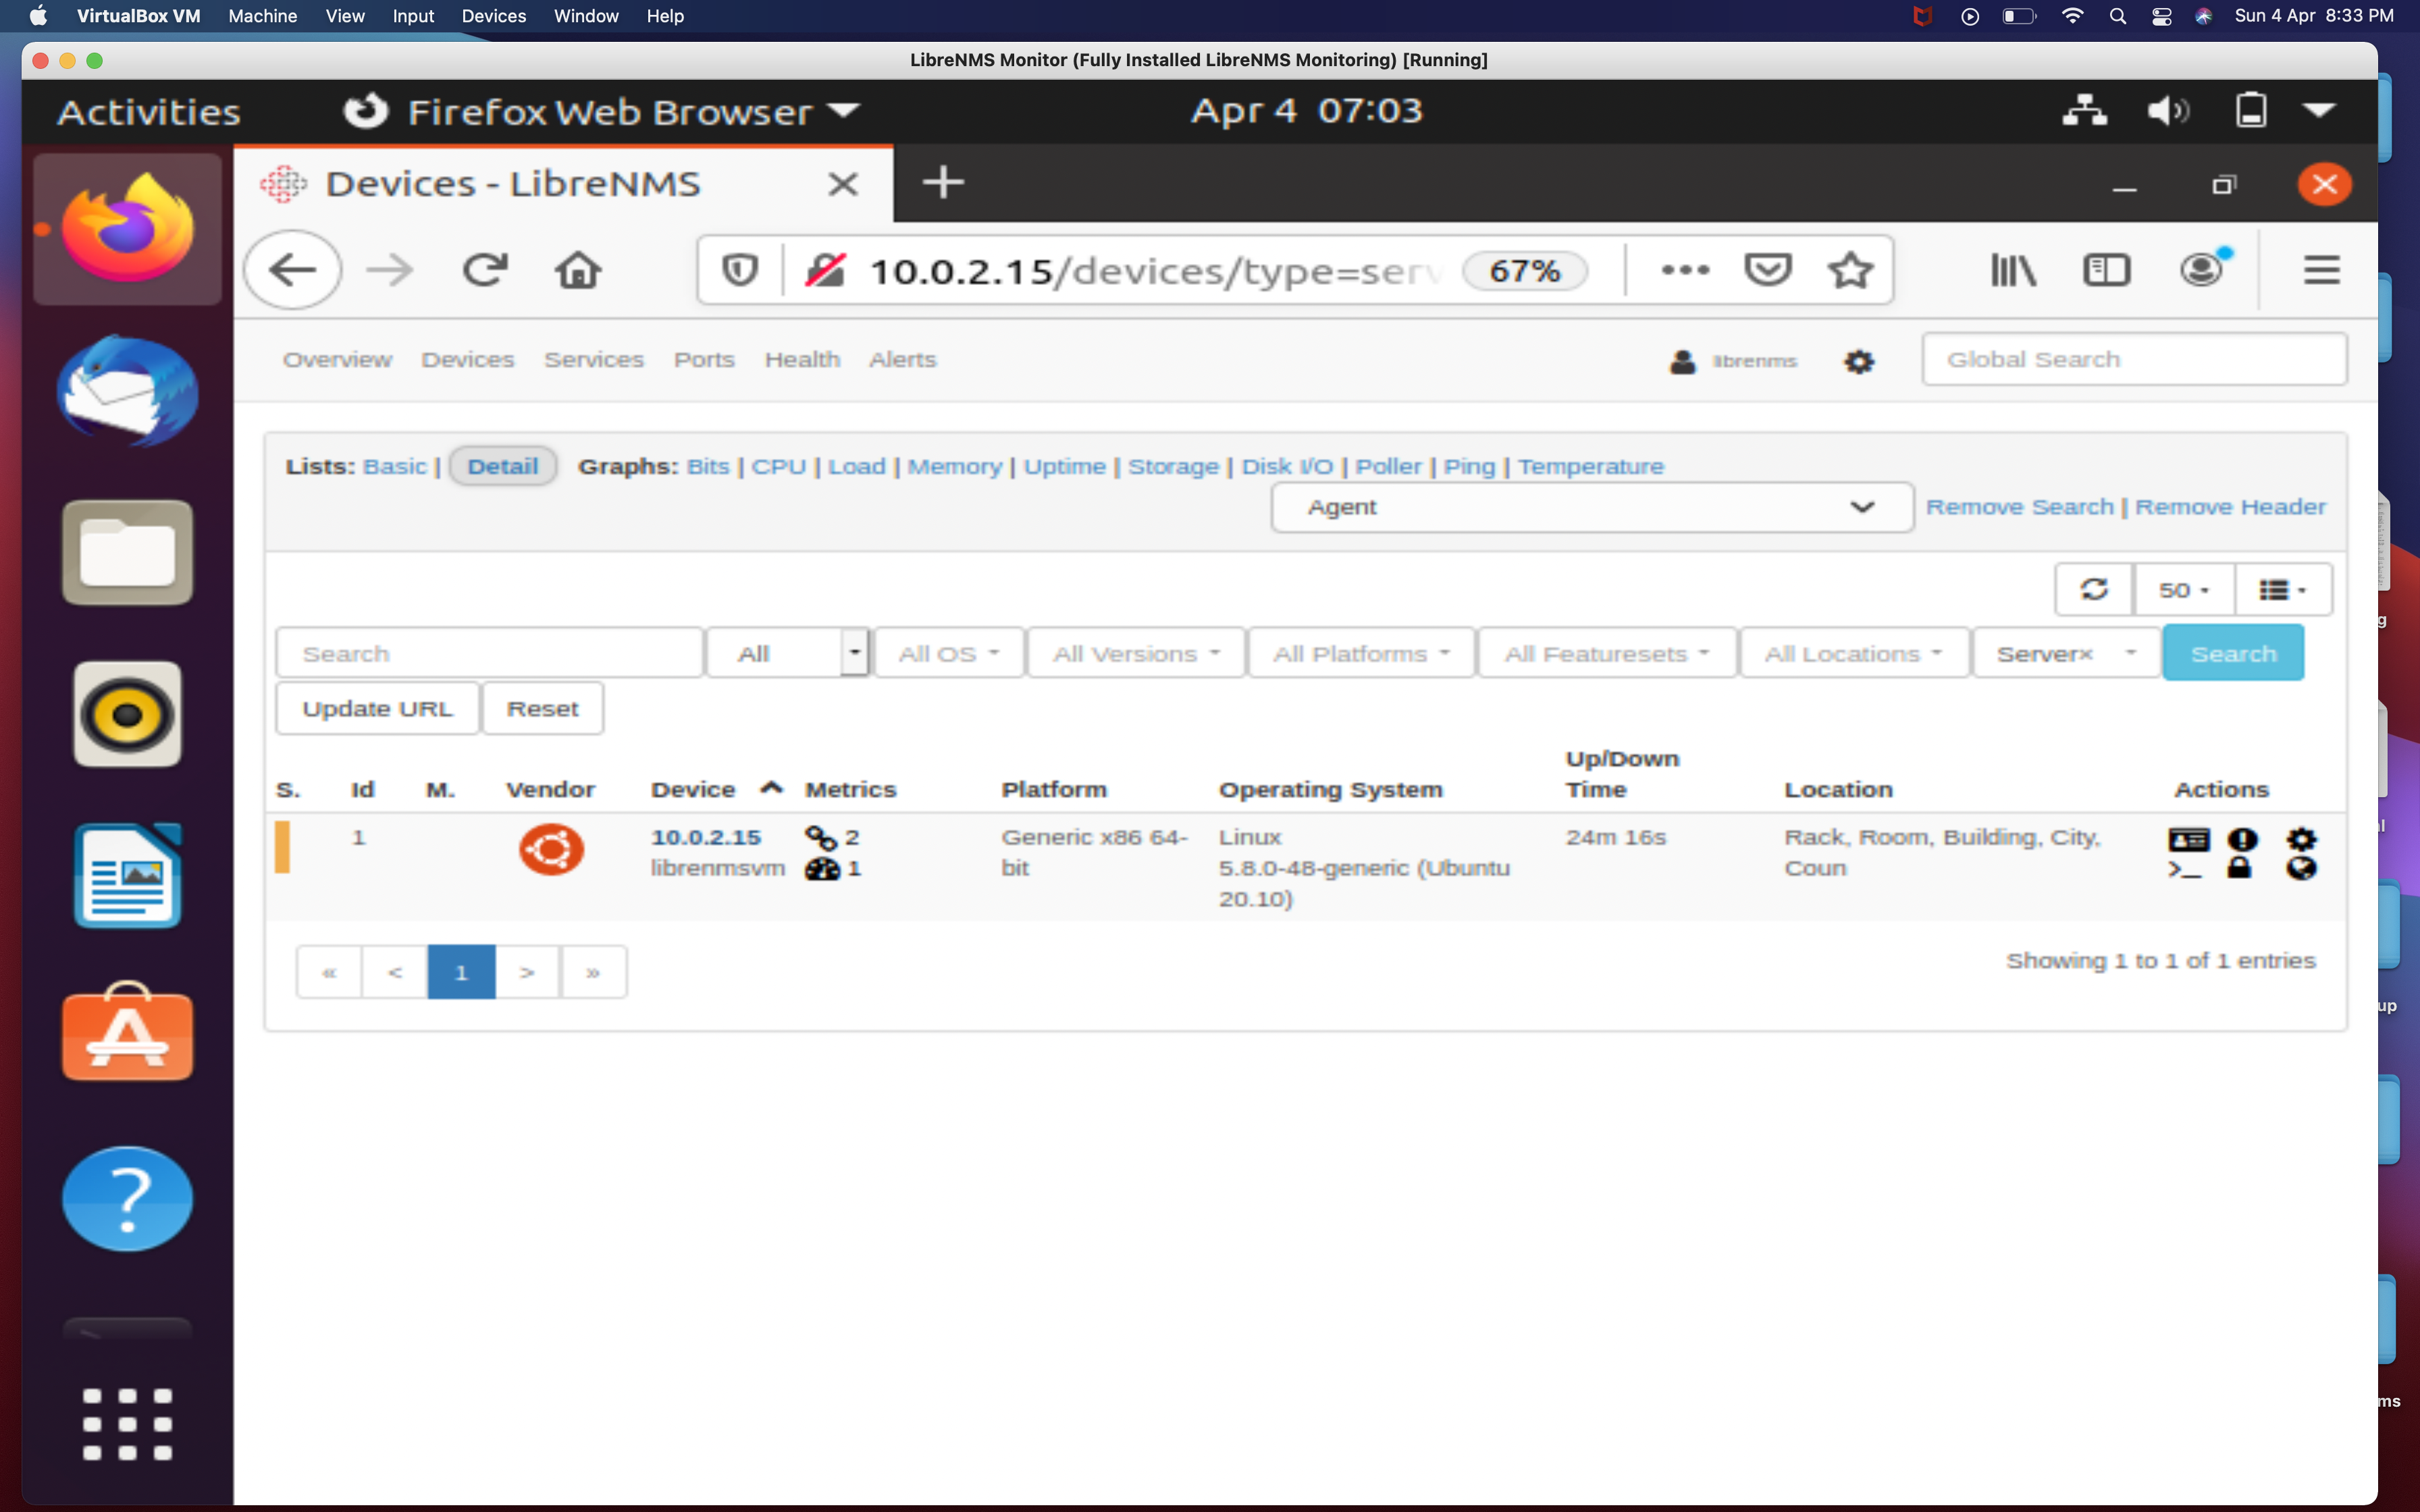 VirtualBox VM Machine View Input Devices Window Help Sun 4 Apr 8:33 PM
LibreNMS Monitor (Fully Installed LibreNMS Monitoring) [Running]
Activities Firefox Web Browser Apr 4 07:03
Devices - LibreNMS
10.0.2.15/devices/type=serv 67%
Overview Devices Services Ports Health Alerts librenms Global Search
Lists: Basic | Detail Graphs: Bits | CPU | Load | Memory | Uptime | Storage | Disk I/O | Poller | Ping | Temperature
Agent Remove Search | Remove Header
50
Search All All OS All Versions All Platforms All Featuresets All Locations Server× Search
Update URL Reset
Up/Down
S. Id M. Vendor Device Metrics Platform Operating System Time Location Actions
1 10.0.2.15 2 Generic x86 64- Linux 24m 16s Rack, Room, Building, City,
librenmsvm 1 bit 5.8.0-48-generic (Ubuntu Coun
20.10)
« < 1 > »
Showing 1 to 1 of 1 entries
g
al
up
ms